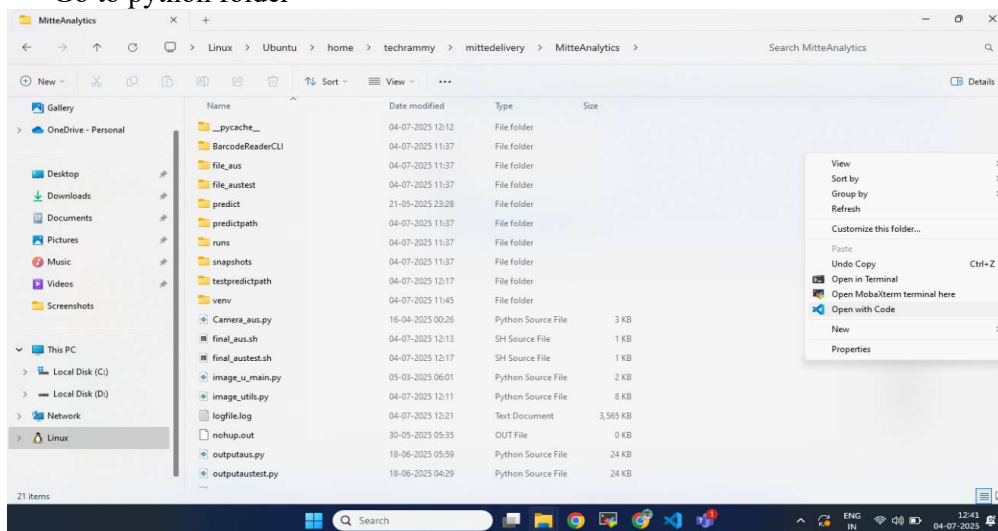 Go to python folder
MitteAnalytics
Linux > Ubuntu > home > techrammy > mittedelivery > MitteAnalytics >
Search MitteAnalytics
New
Sort
View
Details
Gallery
OneDrive - Personal
Desktop
Downloads
Documents
Pictures
Music
Videos
Screenshots
This PC
Local Disk (C:)
Local Disk (D:)
Network
Linux
Name Date modified Type Size
__pycache__ 04-07-2025 12:12 File folder
BarcodeReaderCLI 04-07-2025 11:37 File folder
file_aus 04-07-2025 11:37 File folder
file_austest 04-07-2025 11:37 File folder
predict 21-05-2025 23:28 File folder
predictpath 04-07-2025 11:37 File folder
runs 04-07-2025 11:37 File folder
snapshots 04-07-2025 11:37 File folder
testpredictpath 04-07-2025 12:17 File folder
venv 04-07-2025 11:45 File folder
Camera_aus.py 16-04-2025 00:26 Python Source File 3 KB
final_aus.sh 04-07-2025 12:13 SH Source File 1 KB
final_austest.sh 04-07-2025 12:17 SH Source File 1 KB
image_u_main.py 05-03-2025 06:01 Python Source File 2 KB
image_utils.py 04-07-2025 12:11 Python Source File 8 KB
logfile.log 04-07-2025 12:21 Text Document 3,565 KB
nohup.out 30-05-2025 05:35 OUT File 0 KB
outputaus.py 18-06-2025 05:59 Python Source File 24 KB
outputaustest.py 18-06-2025 04:29 Python Source File 24 KB
View
Sort by
Group by
Refresh
Customize this folder...
Paste
Undo Copy Ctrl+Z
Open in Terminal
Open MobaXterm terminal here
Open with Code
New
Properties
21 items
Search
ENG
IN
12:41
04-07-2025